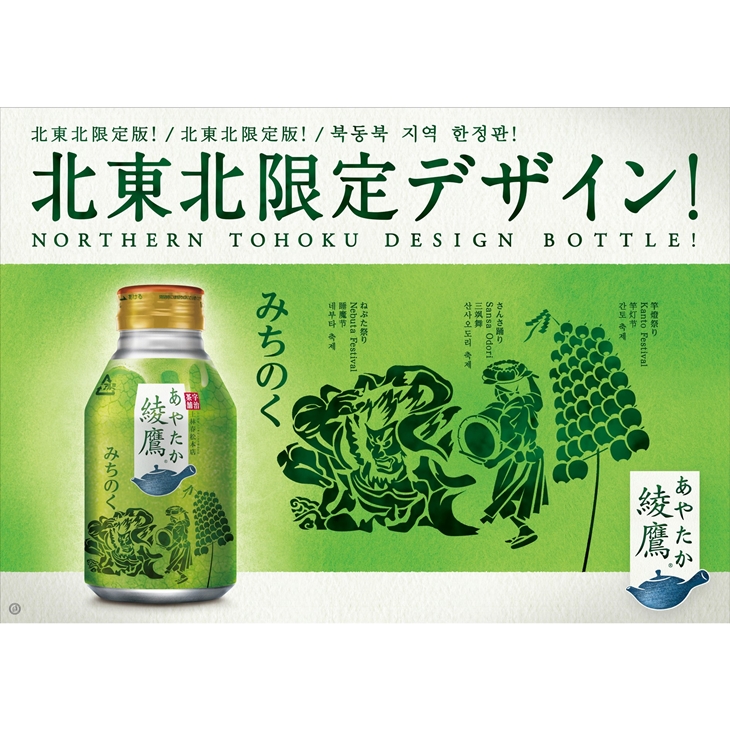 北東北限定版! / 北東北限定版! / 북동북 지역 한정판!
北東北限定デザイン!
NORTHERN TOHOKU DESIGN BOTTLE!
みちのく
ねぶた祭り
Nebuta Festival
睡魔节
네부타 축제
さんさ踊り
Sansa Odori
三飒舞
산사오도리 축제
竿燈祭り
Kanto Festival
竿灯节
간토 축제
宇治
茶舗
あやたか
綾鷹
みちのく
あやたか
綾鷹®